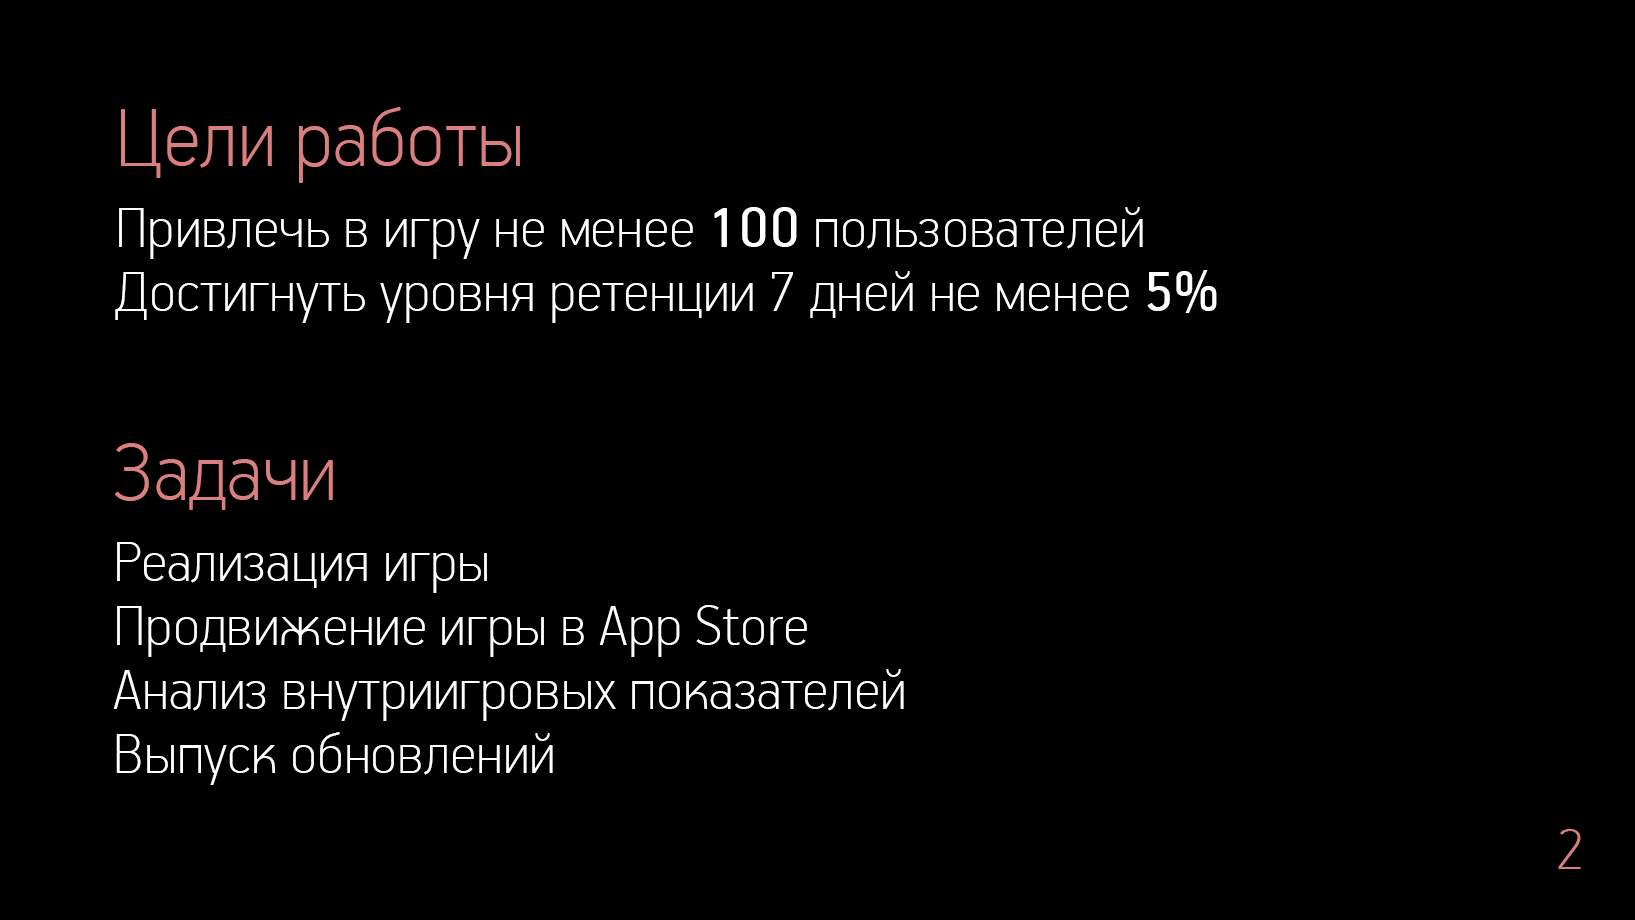 Цели работы
Привлечь в игру не менее 100 пользователей
Достигнуть уровня ретенции 7 дней не менее 5%
Задачи
Реализация игры
Продвижение игры в App Store
Анализ внутриигровых показателей
Выпуск обновлений
2